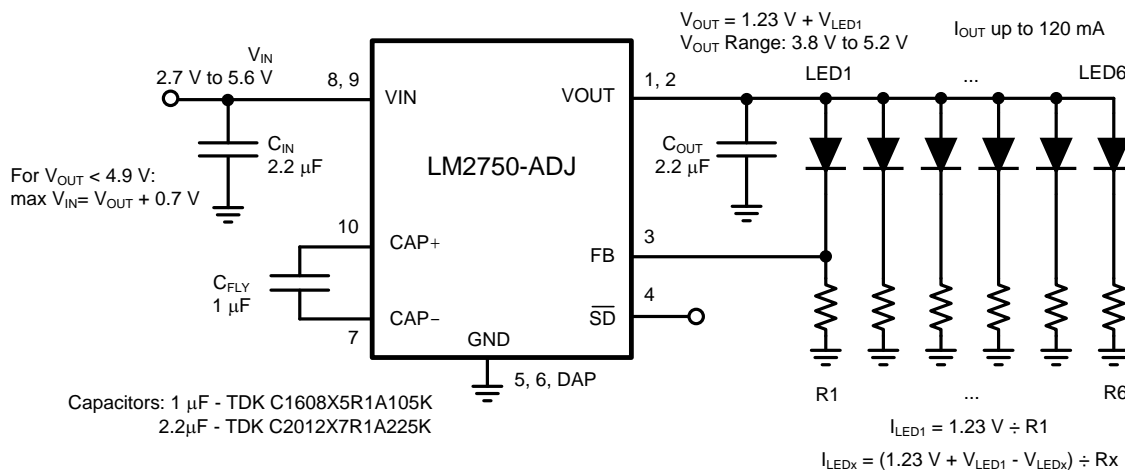 V_OUT = 1.23 V + V_LED1
V_OUT Range: 3.8 V to 5.2 V
I_OUT up to 120 mA
V_IN
2.7 V to 5.6 V
8, 9
1, 2
LED1
...
LED6
VIN
VOUT
C_IN
2.2 μF
LM2750-ADJ
C_OUT
2.2 μF
For V_OUT < 4.9 V:
max V_IN= V_OUT + 0.7 V
10
CAP+
3
FB
C_FLY
1 μF
4
SD
CAP−
7
GND
5, 6, DAP
R1
...
R6
Capacitors: 1 μF - TDK C1608X5R1A105K
2.2μF - TDK C2012X7R1A225K
I_LED1 = 1.23 V ÷ R1
I_LEDx = (1.23 V + V_LED1 - V_LEDx) ÷ Rx